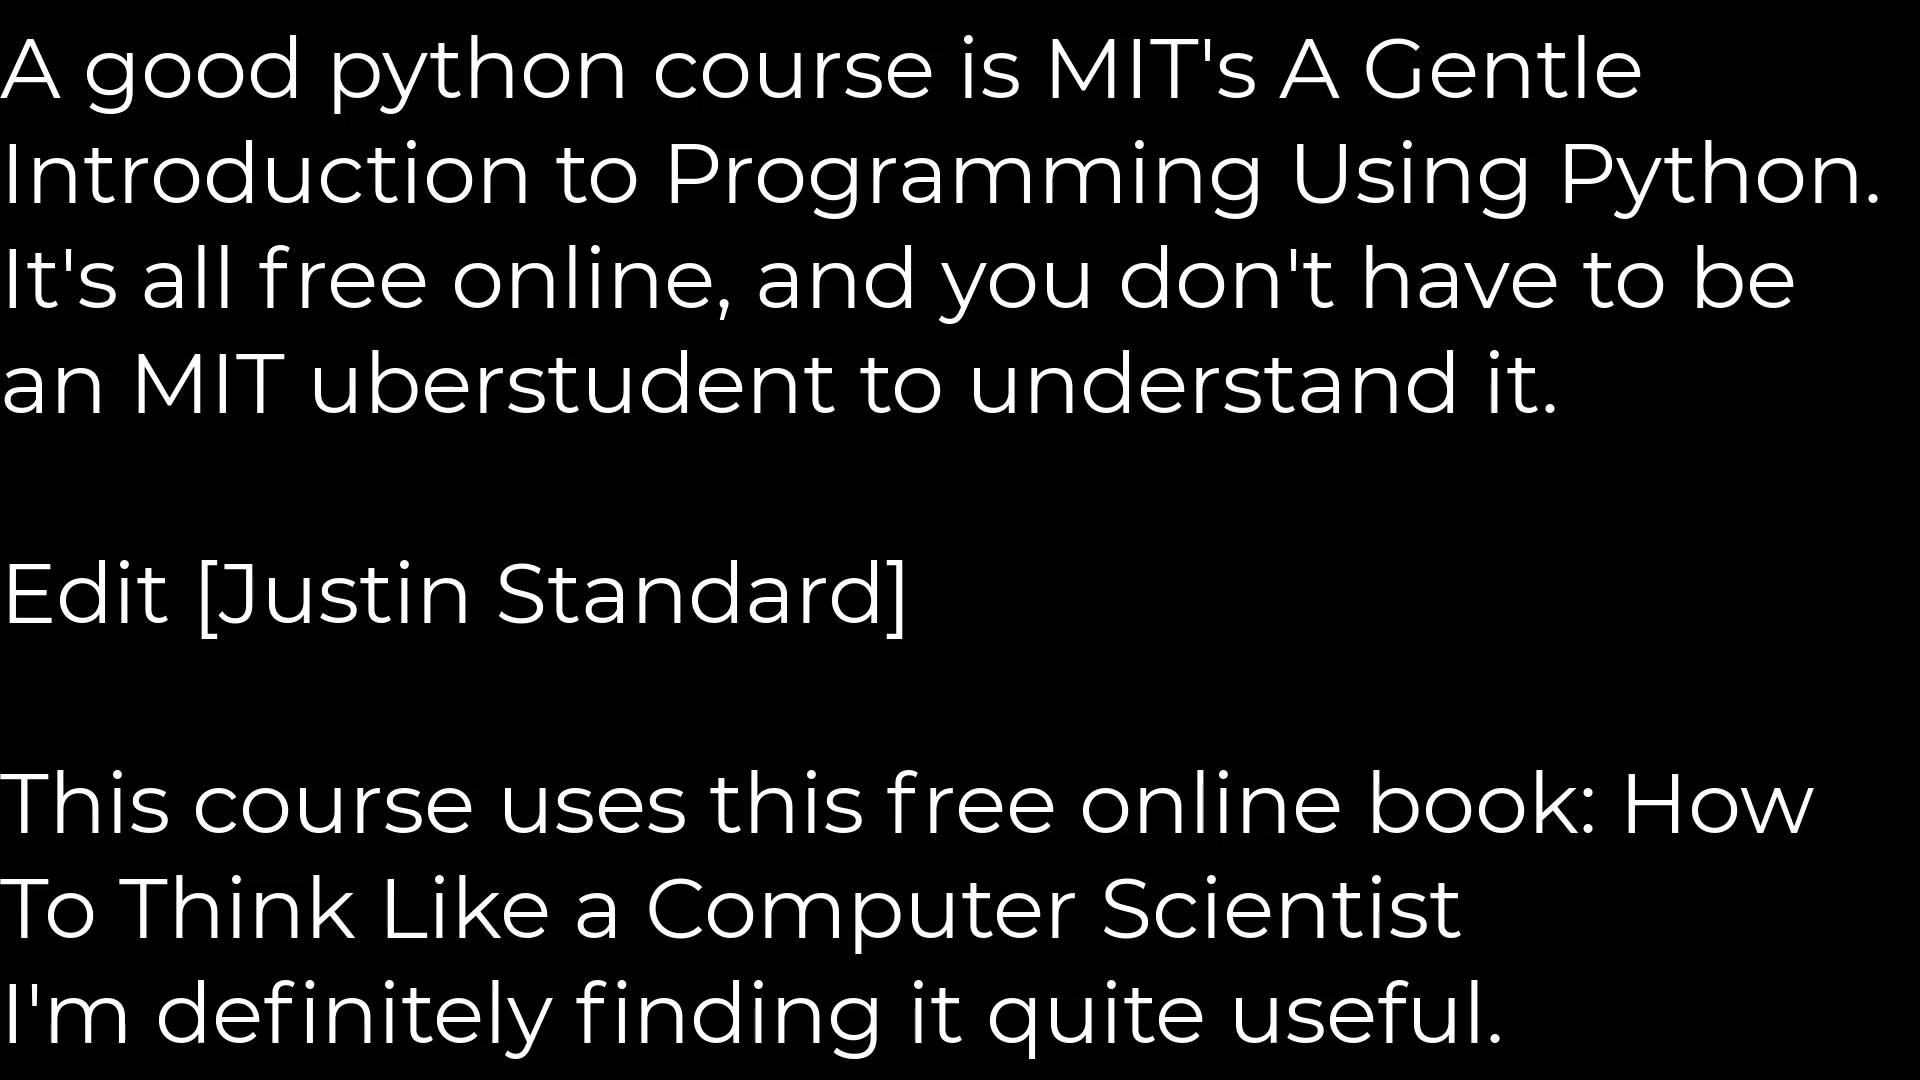 A good python course is MIT's A Gentle
Introduction to Programming Using Python.
It's all free online, and you don't have to be
an MIT uberstudent to understand it.
Edit [Justin Standard]
This course uses this free online book: How
To Think Like a Computer Scientist
I'm definitely finding it quite useful.